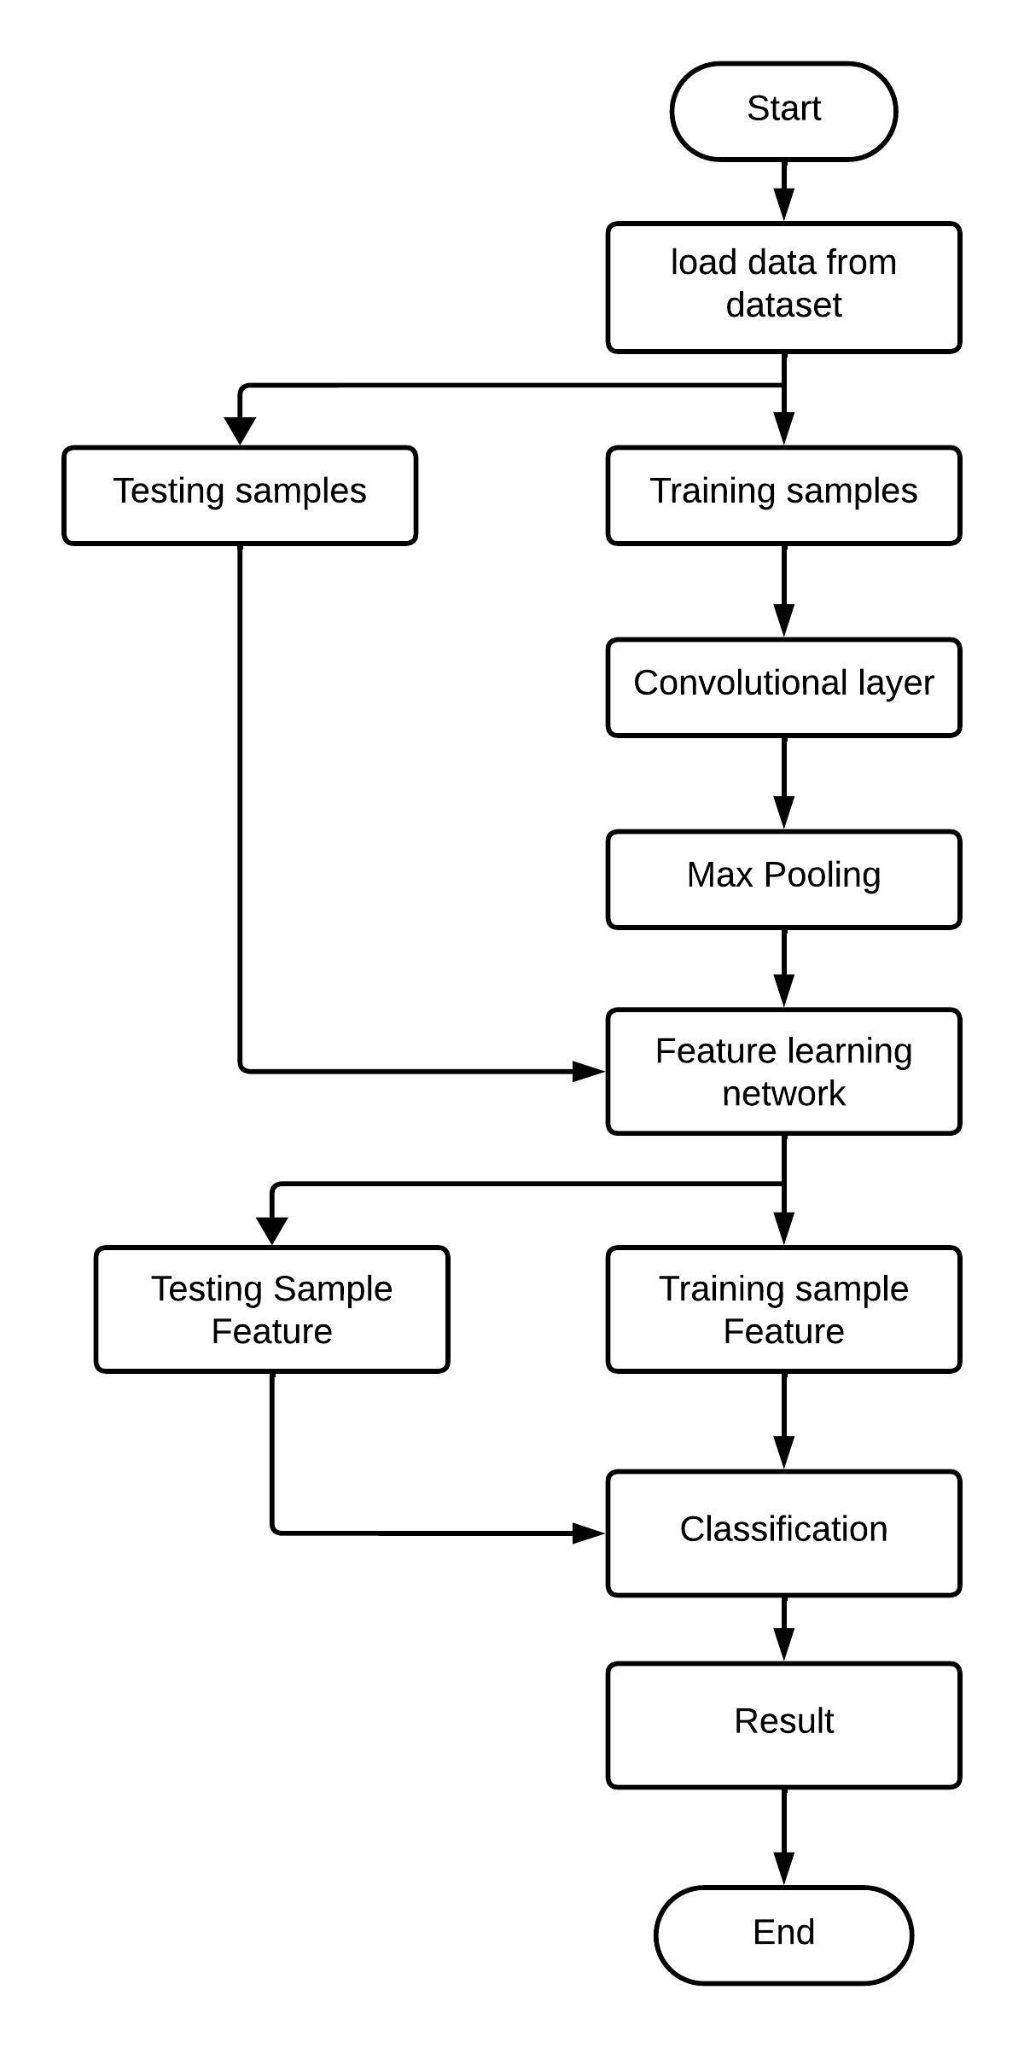 Start
load data from
dataset
Testing samples
Training samples
Convolutional layer
Max Pooling
Feature learning
network
Testing Sample
Feature
Training sample
Feature
Classification
Result
End